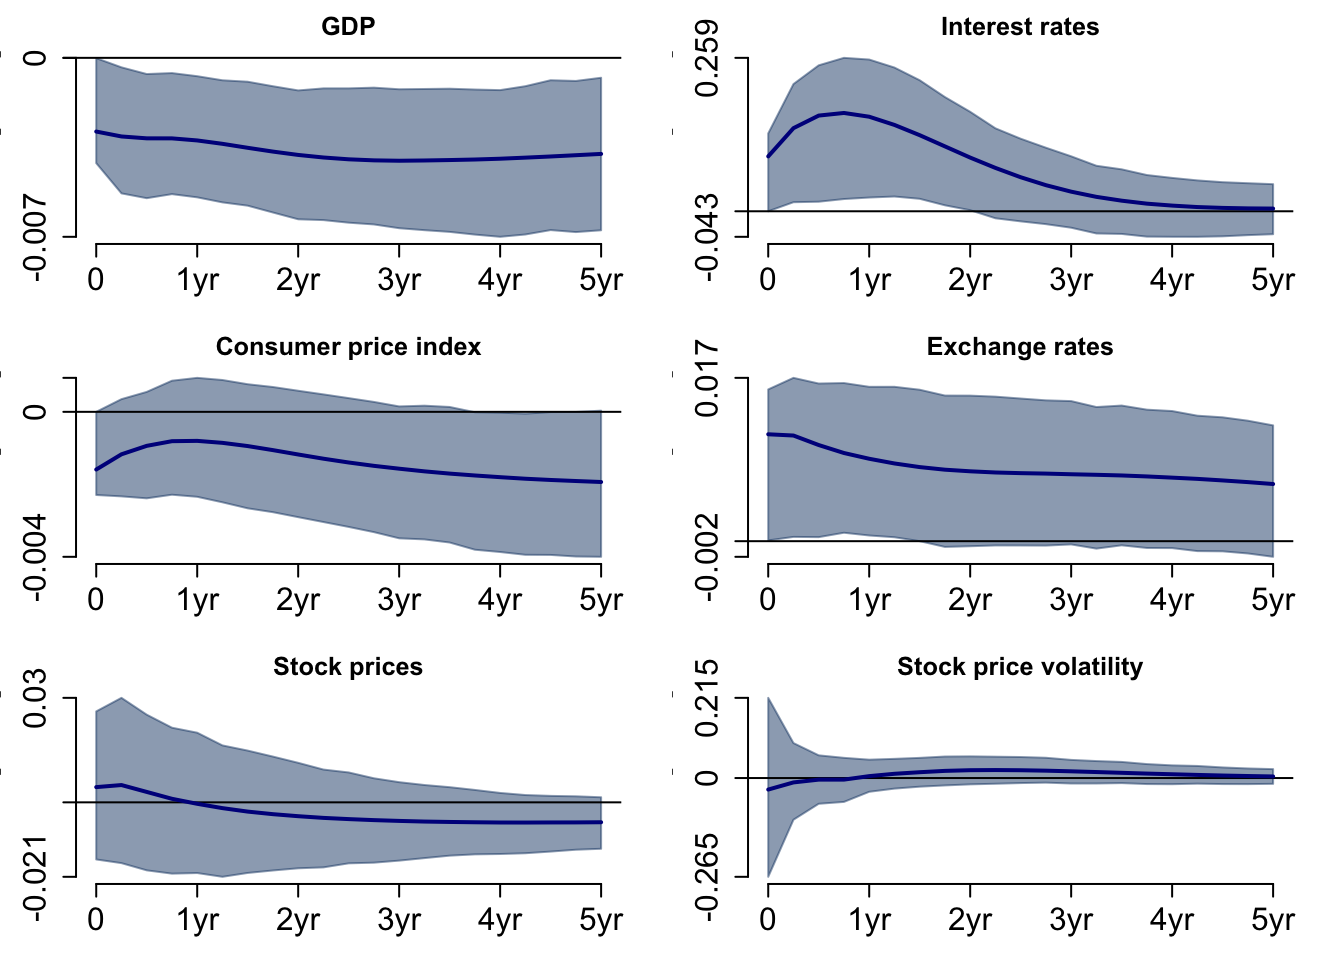 GDP
0
-0.007
0 1yr 2yr 3yr 4yr 5yr
Interest rates
0.259
-0.043
0 1yr 2yr 3yr 4yr 5yr
Consumer price index
0
-0.004
0 1yr 2yr 3yr 4yr 5yr
Exchange rates
0.017
-0.002
0 1yr 2yr 3yr 4yr 5yr
Stock prices
0.03
-0.021
0 1yr 2yr 3yr 4yr 5yr
Stock price volatility
0.215
0
-0.265
0 1yr 2yr 3yr 4yr 5yr